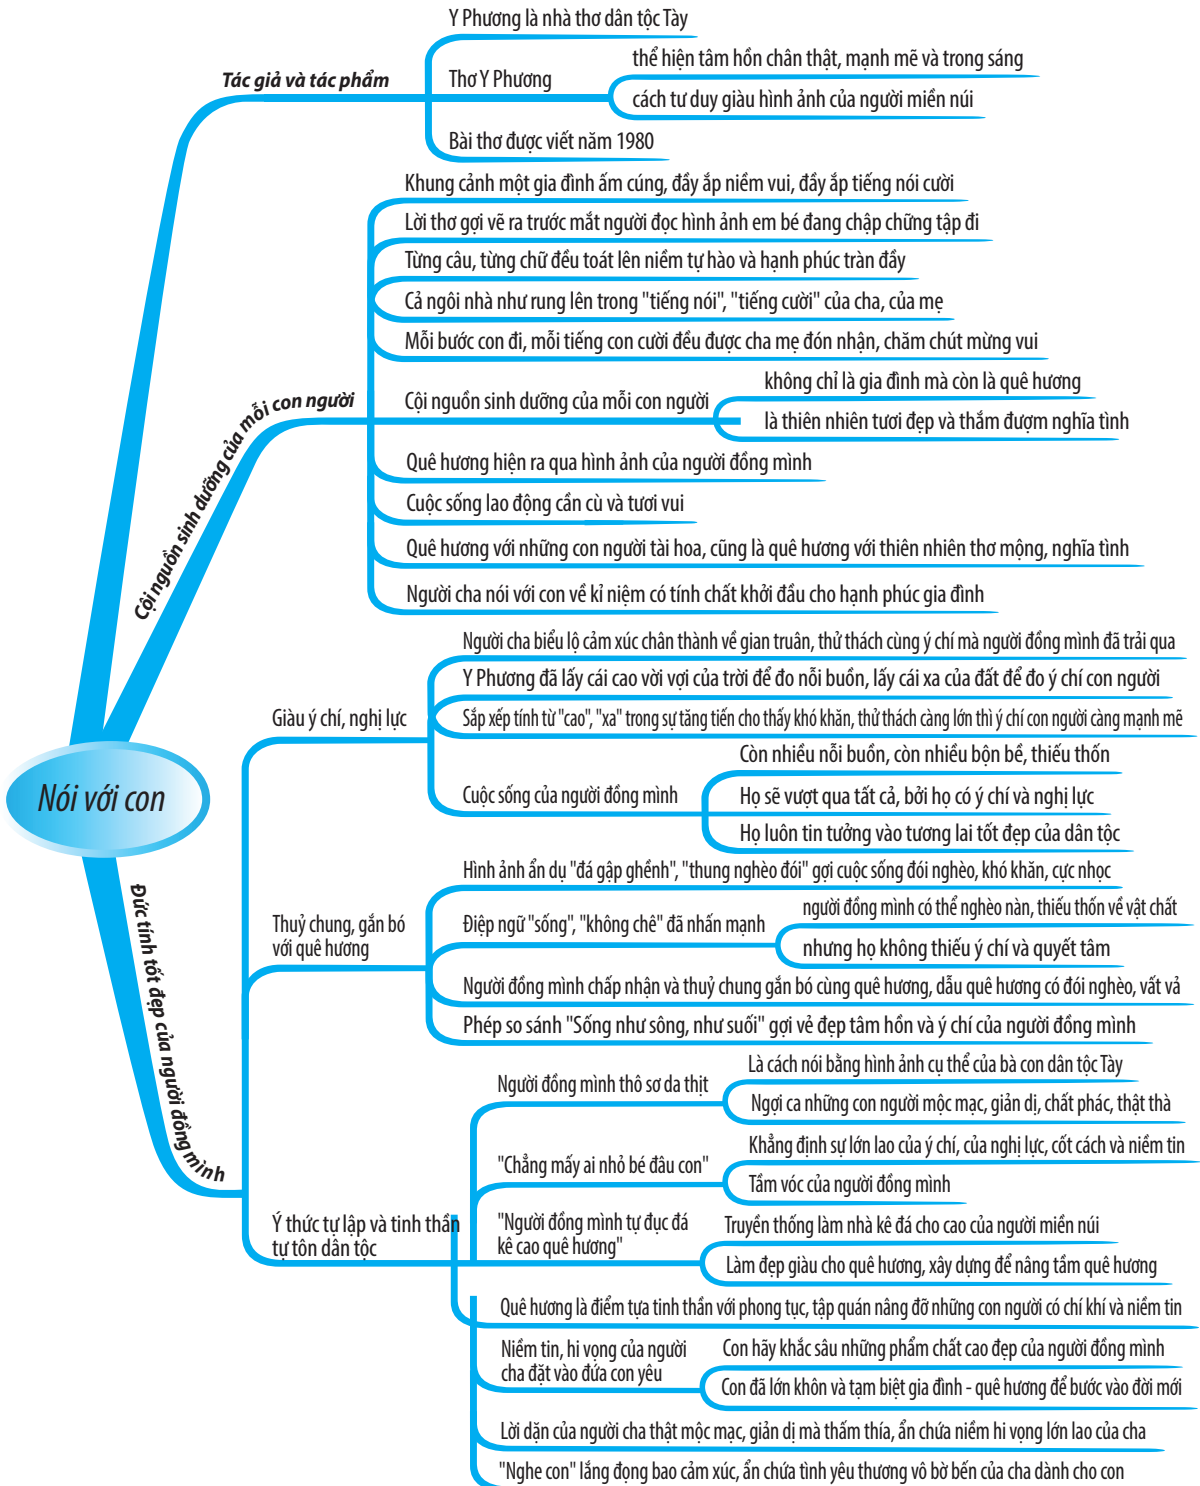 Y Phương là nhà thơ dân tộc Tày
thể hiện tâm hồn chân thật, mạnh mẽ và trong sáng
Tác giả và tác phẩm
Thơ Y Phương
cách tư duy giàu hình ảnh của người miền núi
Bài thơ được viết năm 1980
Khung cảnh một gia đình ấm cúng, đầy ắp niềm vui, đầy ắp tiếng nói cười
Lời thơ gợi vẽ ra trước mắt người đọc hình ảnh em bé đang chập chững tập đi
Từng câu, từng chữ đều toát lên niềm tự hào và hạnh phúc tràn đầy
Cả ngôi nhà như rung lên trong "tiếng nói", "tiếng cười" của cha, của mẹ
Mỗi bước con đi, mỗi tiếng con cười đều được cha mẹ đón nhận, chăm chút mừng vui
Cội nguồn sinh dưỡng của mỗi con người
Cội nguồn sinh dưỡng của mỗi con người
không chỉ là gia đình mà còn là quê hương
là thiên nhiên tươi đẹp và thắm đượm nghĩa tình
Quê hương hiện ra qua hình ảnh của người đồng mình
Cuộc sống lao động cần cù và tươi vui
Quê hương với những con người tài hoa, cũng là quê hương với thiên nhiên thơ mộng, nghĩa tình
Người cha nói với con về kỉ niệm có tính chất khởi đầu cho hạnh phúc gia đình
Nói với con
Đức tính tốt đẹp của người đồng mình
Giàu ý chí, nghị lực
Người cha biểu lộ cảm xúc chân thành về gian truân, thử thách cùng ý chí mà người đồng mình đã trải qua
Y Phương đã lấy cái cao vời vợi của trời để đo nỗi buồn, lấy cái xa của đất để đo ý chí con người
Sắp xếp tính từ "cao", "xa" trong sự tăng tiến cho thấy khó khăn, thử thách càng lớn thì ý chí con người càng mạnh mẽ
Cuộc sống của người đồng mình
Còn nhiều nỗi buồn, còn nhiều bộn bề, thiếu thốn
Họ sẽ vượt qua tất cả, bởi họ có ý chí và nghị lực
Họ luôn tin tưởng vào tương lai tốt đẹp của dân tộc
Thuỷ chung, gắn bó
với quê hương
Hình ảnh ẩn dụ "đá gập ghềnh", "thung nghèo đói" gợi cuộc sống đói nghèo, khó khăn, cực nhọc
Điệp ngữ "sống", "không chê" đã nhấn mạnh
người đồng mình có thể nghèo nàn, thiếu thốn về vật chất
nhưng họ không thiếu ý chí và quyết tâm
Người đồng mình chấp nhận và thuỷ chung gắn bó cùng quê hương, dẫu quê hương có đói nghèo, vất vả
Phép so sánh "Sống như sông, như suối" gợi vẻ đẹp tâm hồn và ý chí của người đồng mình
Ý thức tự lập và tinh thần
tự tôn dân tộc
Người đồng mình thô sơ da thịt
Là cách nói bằng hình ảnh cụ thể của bà con dân tộc Tày
Ngợi ca những con người mộc mạc, giản dị, chất phác, thật thà
"Chẳng mấy ai nhỏ bé đâu con"
Khẳng định sự lớn lao của ý chí, của nghị lực, cốt cách và niềm tin
Tầm vóc của người đồng mình
"Người đồng mình tự đục đá
kê cao quê hương"
Truyền thống làm nhà kê đá cho cao của người miền núi
Làm đẹp giàu cho quê hương, xây dựng để nâng tầm quê hương
Quê hương là điểm tựa tinh thần với phong tục, tập quán nâng đỡ những con người có chí khí và niềm tin
Niềm tin, hi vọng của người
cha đặt vào đứa con yêu
Con hãy khắc sâu những phẩm chất cao đẹp của người đồng mình
Con đã lớn khôn và tạm biệt gia đình - quê hương để bước vào đời mới
Lời dặn của người cha thật mộc mạc, giản dị mà thấm thía, ẩn chứa niềm hi vọng lớn lao của cha
"Nghe con" lắng đọng bao cảm xúc, ẩn chứa tình yêu thương vô bờ bến của cha dành cho con